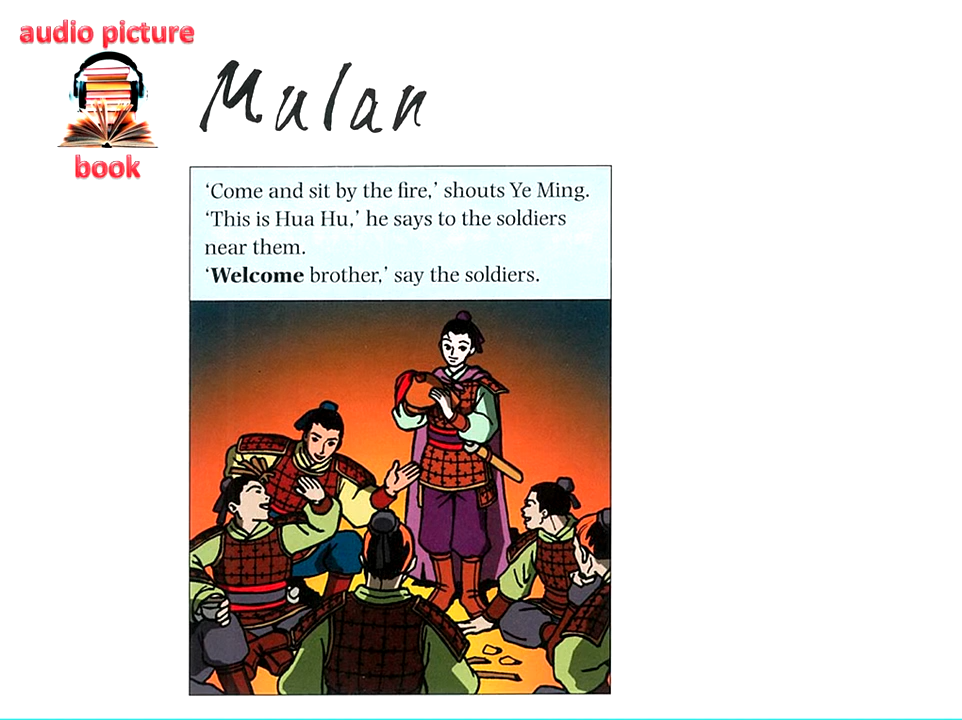 audio picture
book
Mulan
‘Come and sit by the fire,’ shouts Ye Ming.
‘This is Hua Hu,’ he says to the soldiers
near them.
‘Welcome brother,’ say the soldiers.